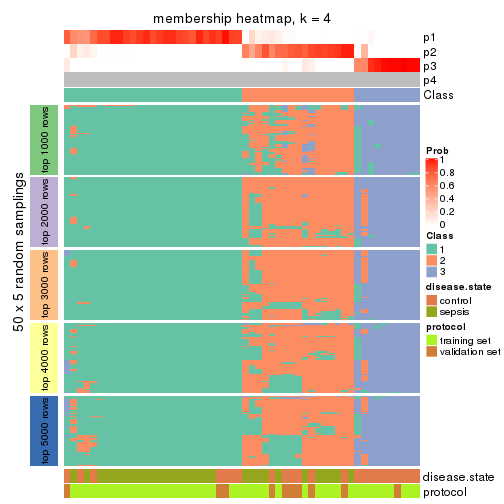 membership heatmap, k = 4
p1
p2
p3
p4
Class
50 x 5 random samplings
top 1000 rows
top 2000 rows
top 3000 rows
top 4000 rows
top 5000 rows
Prob
1
0.8
0.6
0.4
0.2
0
Class
1
2
3
disease.state
control
sepsis
protocol
training set
validation set
disease.state
protocol